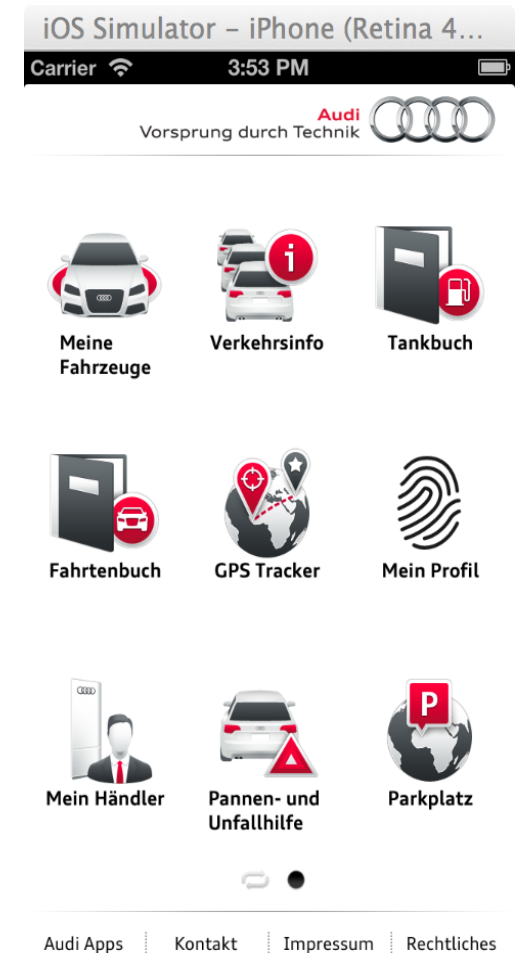 iOS Simulator – iPhone (Retina 4...
Carrier 3:53 PM
Audi
Vorsprung durch Technik
i
Meine
Fahrzeuge
Verkehrsinfo
Tankbuch
Fahrtenbuch
GPS Tracker
Mein Profil
P
Mein Händler
Pannen- und
Unfallhilfe
Parkplatz
Audi Apps
Kontakt
Impressum
Rechtliches